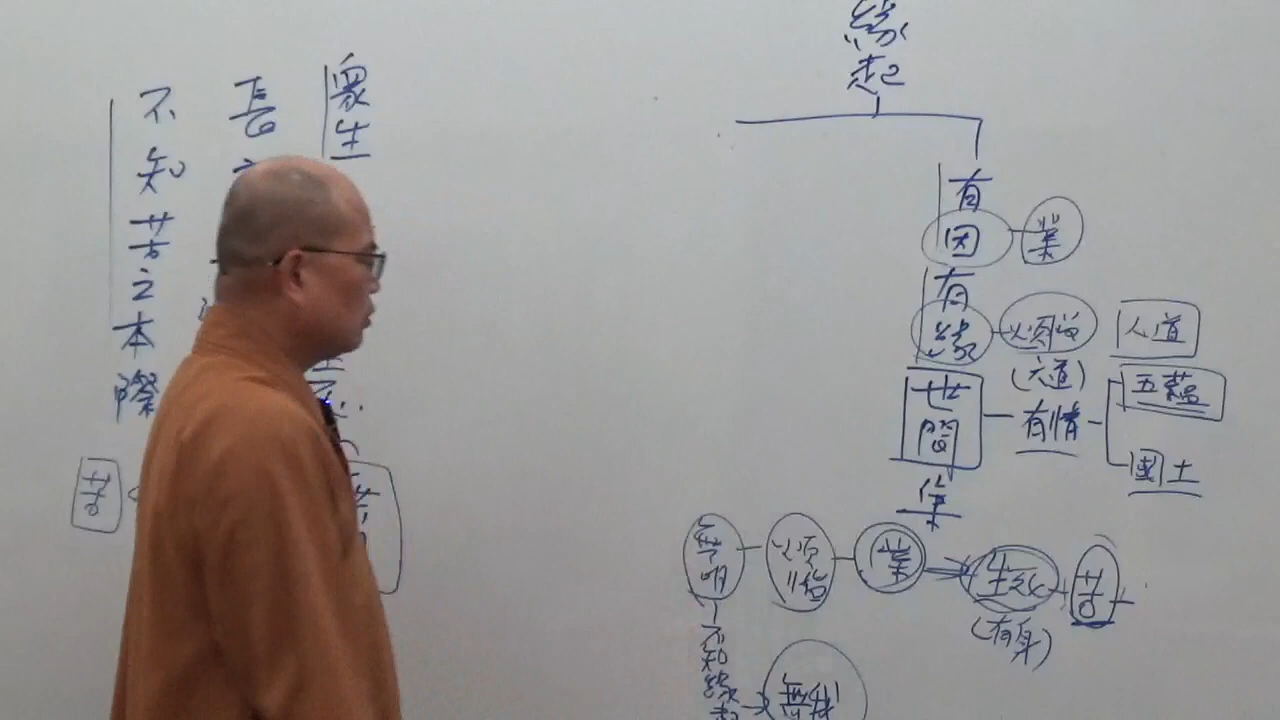 緣起
有因
業
有緣
煩惱
人道
(六道)
世間
有情
五蘊
國土
集
無明
煩惱
業
生死
苦
(有身)
不知緣起
無我
眾生
長
不知苦之本際
苦